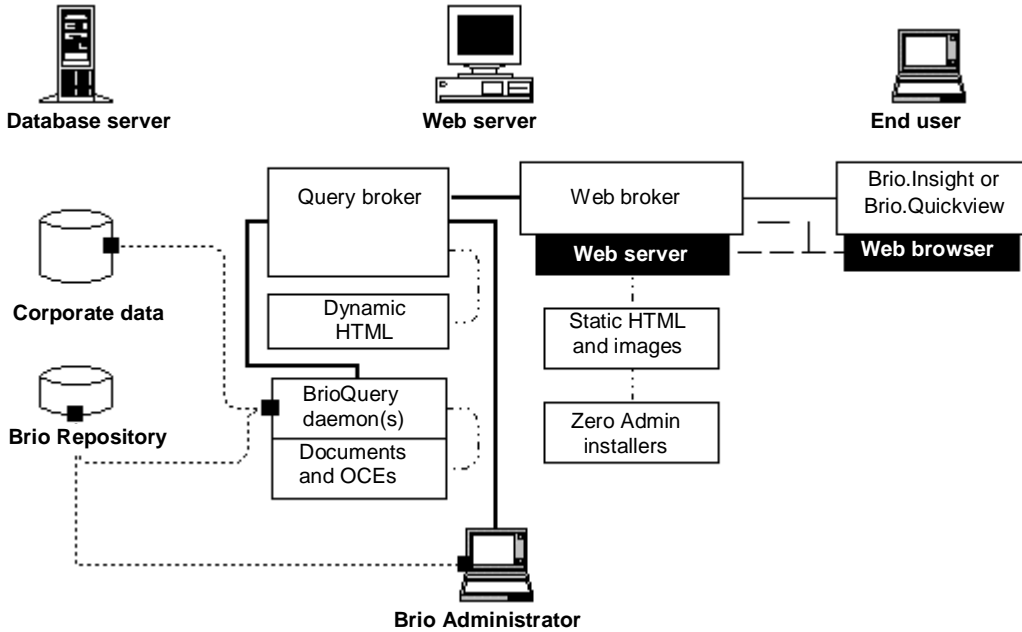 Database server
Web server
End user
Query broker
Web broker
Brio.Insight or
Brio.Quickview
Web server
Web browser
Corporate data
Dynamic
HTML
Static HTML
and images
BrioQuery
daemon(s)
Brio Repository
Documents
and OCEs
Zero Admin
installers
Brio Administrator